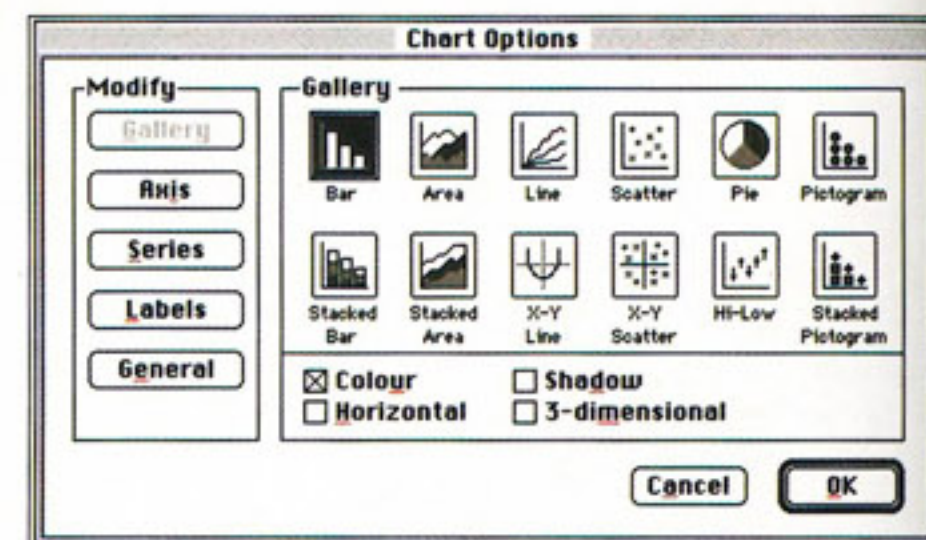 Chart Options
Modify
Gallery
Axis
Series
Labels
General
Gallery
Bar
Area
Line
Scatter
Pie
Pictogram
Stacked Bar
Stacked Area
X-Y Line
X-Y Scatter
Hi-Low
Stacked Pictogram
Colour
Shadow
Horizontal
3-dimensional
Cancel
OK